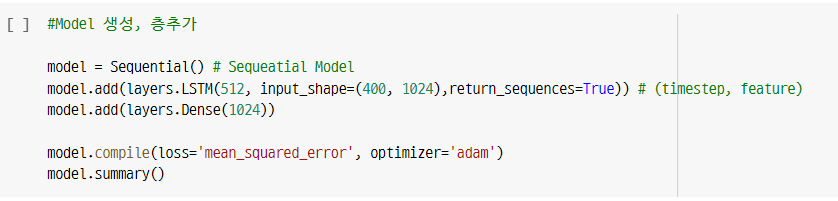 [ ] #Model 생성, 층추가
model = Sequential() # Sequeatial Model
model.add(layers.LSTM(512, input_shape=(400, 1024),return_sequences=True)) # (timestep, feature)
model.add(layers.Dense(1024))
model.compile(loss='mean_squared_error', optimizer='adam')
model.summary()